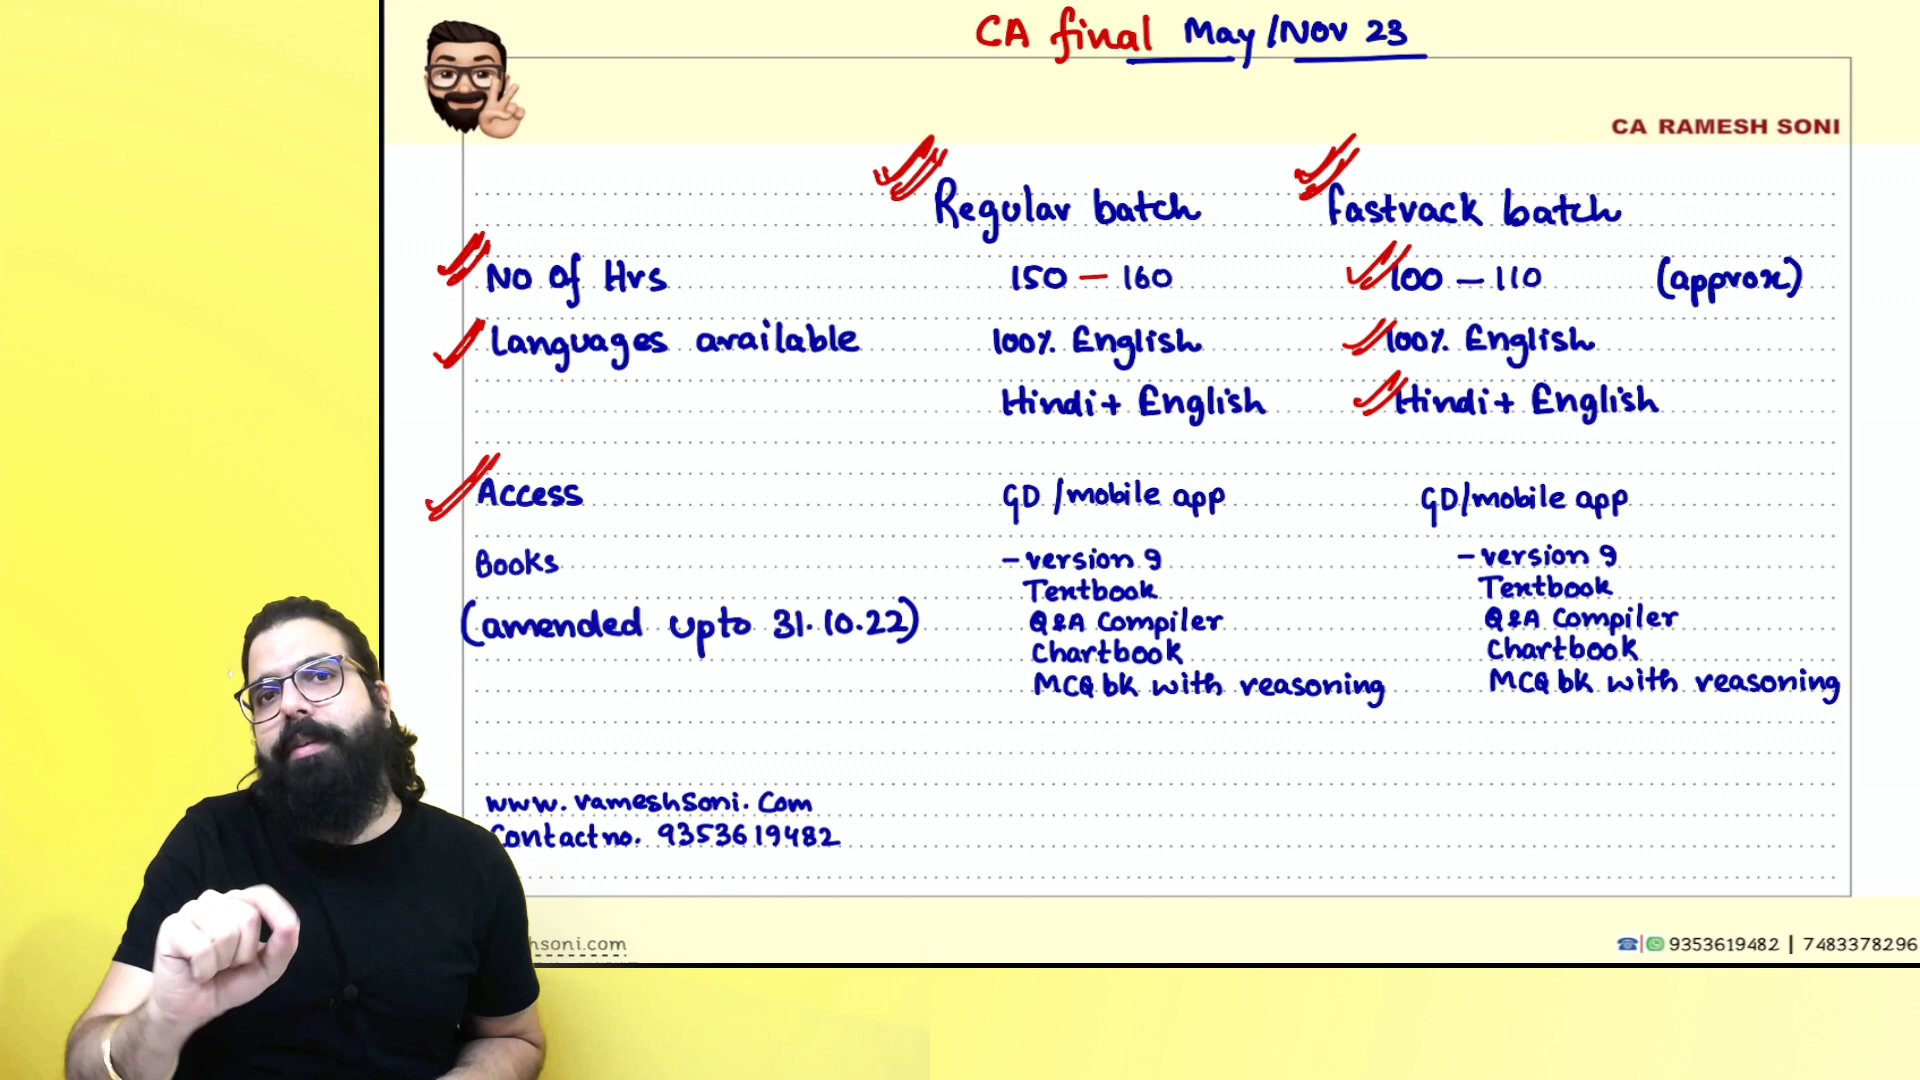 CA final May/Nov 23
CA RAMESH SONI
Regular batch fastrack batch
No of Hrs 150 – 160 100 – 110 (approx)
Languages available 100% English 100% English
Hindi + English Hindi + English
Access GD/mobile app GD/mobile app
Books – version 9 – version 9
Textbook Textbook
(amended upto 31.10.22) Q&A Compiler Q&A Compiler
Chartbook Chartbook
MCQ bk with reasoning MCQ bk with reasoning
www.rameshsoni.com
Contact no. 9353619482
hsoni.com 9353619482 | 7483378296